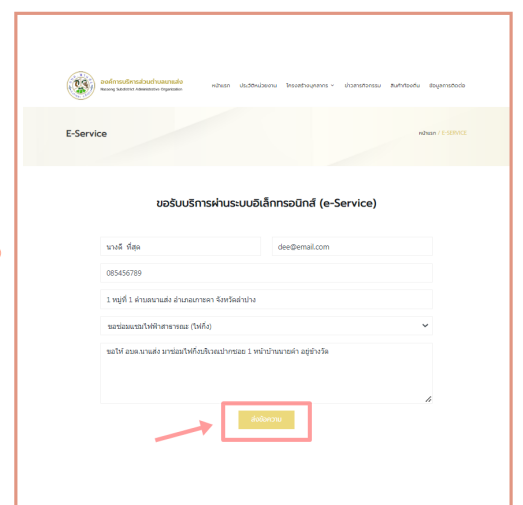 องค์การบริหารส่วนตำบลนาแส่ง
Nasaeng Subdistrict Administrative Organization
หน้าแรก ประวัติหน่วยงาน โครงสร้างบุคลากร ข่าวสารกิจกรรม สินค้าท้องถิ่น ข้อมูลการติดต่อ
E-Service
หน้าแรก / E-SERVICE
ขอรับบริการผ่านระบบอิเล็กทรอนิกส์ (e-Service)
นางดี ที่สุด
dee@email.com
085456789
1 หมู่ที่ 1 ตำบลนาแส่ง อำเภอเกาะคา จังหวัดลำปาง
ขอซ่อมแซมไฟฟ้าสาธารณะ (ไฟกิ่ง)
ขอให้ อบต.นาแส่ง มาซ่อมไฟกิ่งบริเวณปากซอย 1 หน้าบ้านนายดำ อยู่ข้างวัด
ส่งข้อความ